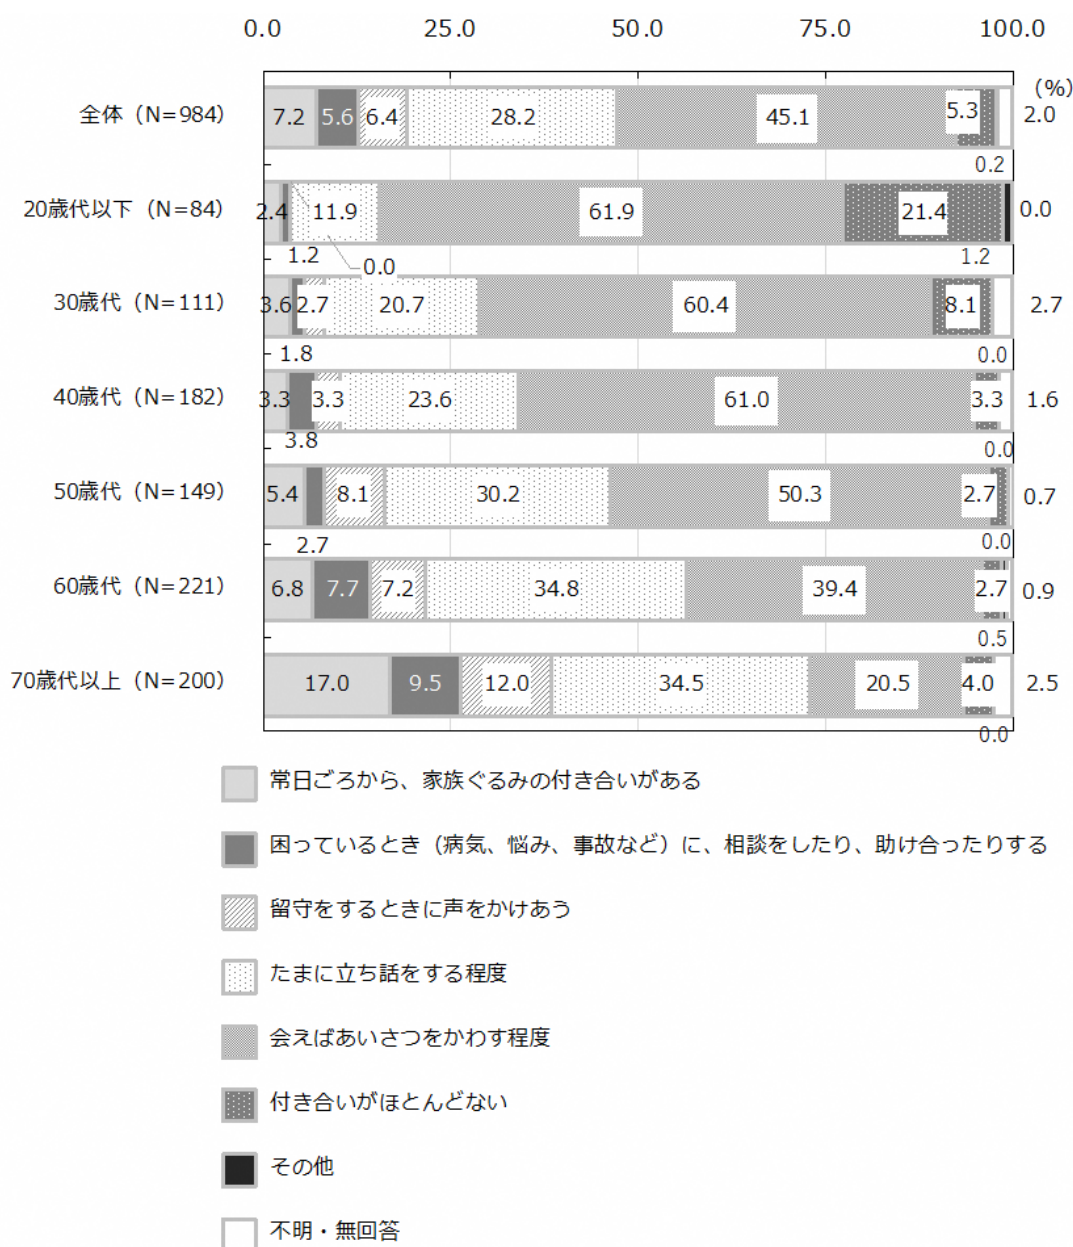 0.0 25.0 50.0 75.0 100.0
(%)
全体（N=984） 7.2 5.6 6.4 28.2 45.1 5.3 2.0
0.2
20歳代以下（N=84） 2.4 11.9 61.9 21.4 0.0
1.2 0.0 1.2
30歳代（N=111） 3.6 2.7 20.7 60.4 8.1 2.7
1.8 0.0
40歳代（N=182） 3.3 3.3 23.6 61.0 3.3 1.6
3.8 0.0
50歳代（N=149） 5.4 8.1 30.2 50.3 2.7 0.7
2.7 0.0
60歳代（N=221） 6.8 7.7 7.2 34.8 39.4 2.7 0.9
0.5
70歳代以上（N=200） 17.0 9.5 12.0 34.5 20.5 4.0 2.5
0.0
常日ごろから、家族ぐるみの付き合いがある
困っているとき（病気、悩み、事故など）に、相談をしたり、助け合ったりする
留守をするときに声をかけあう
たまに立ち話をする程度
会えばあいさつをかわす程度
付き合いがほとんどない
その他
不明・無回答